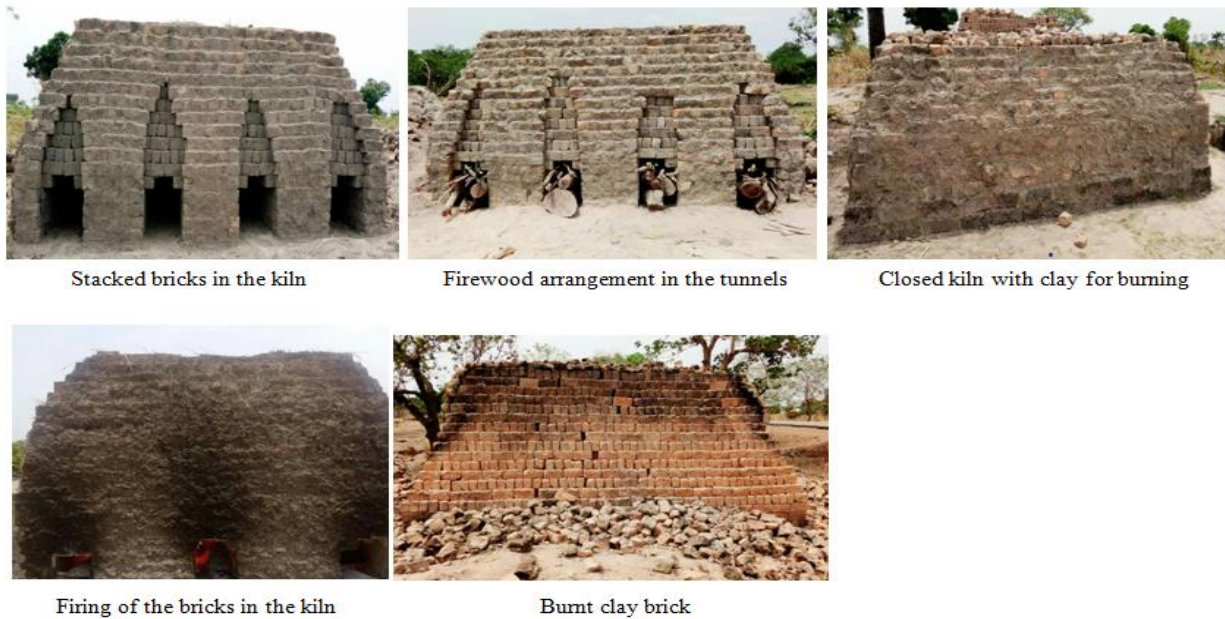 Stacked bricks in the kiln
Firewood arrangement in the tunnels
Closed kiln with clay for burning
Firing of the bricks in the kiln
Burnt clay brick